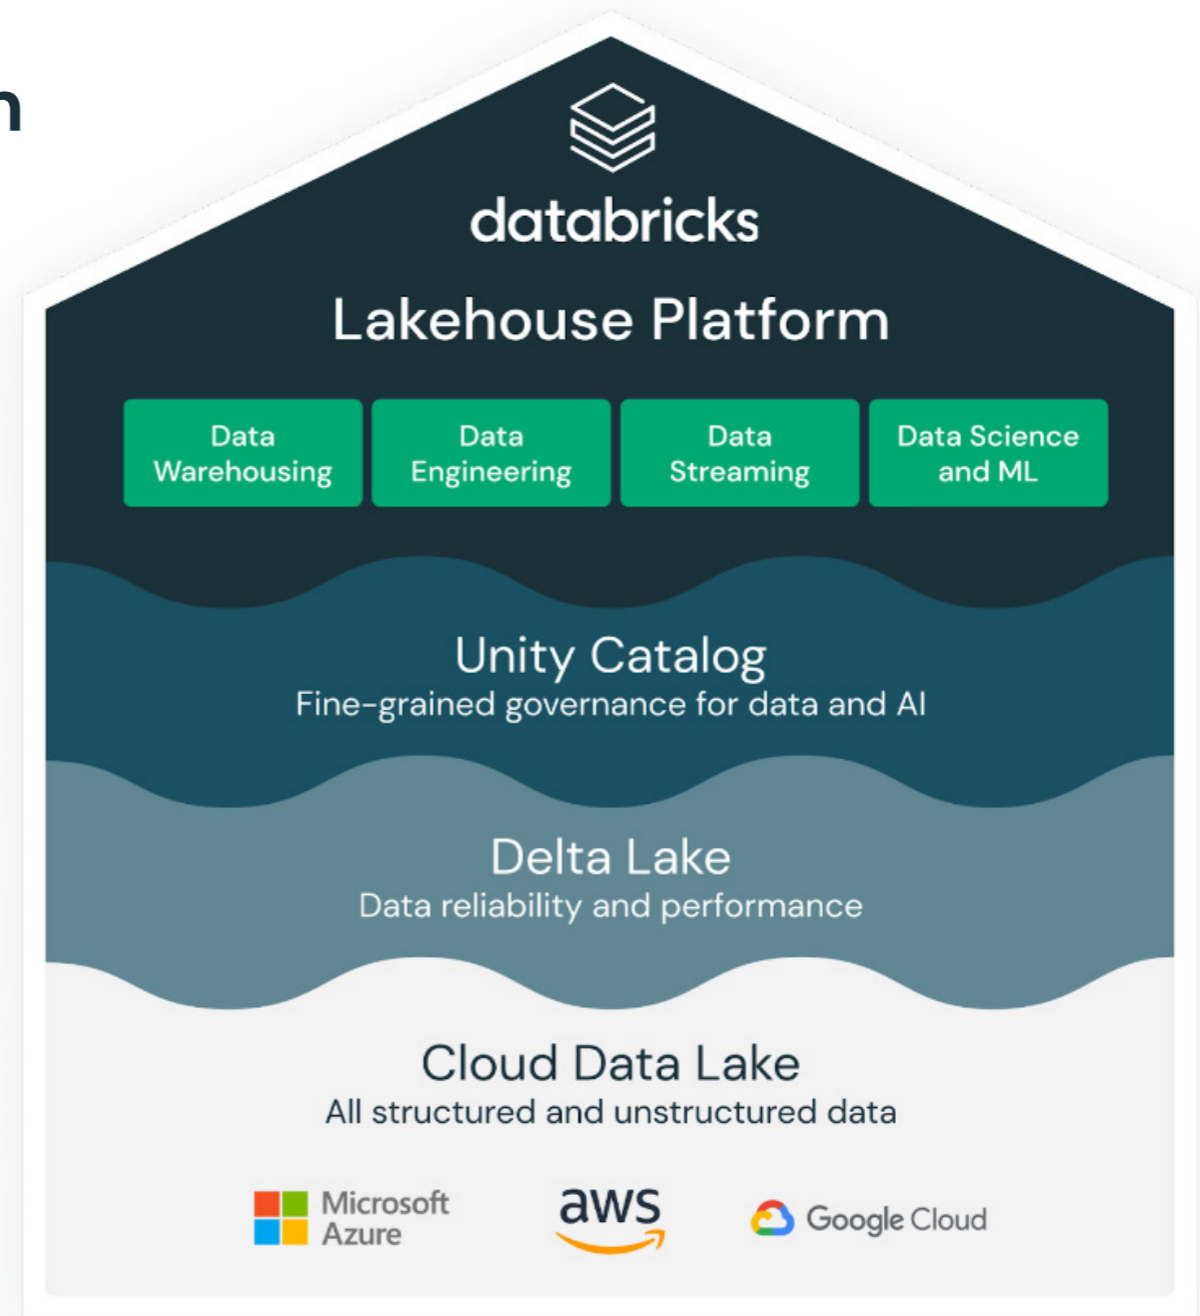 n
databricks
Lakehouse Platform
Data
Warehousing
Data
Engineering
Data
Streaming
Data Science
and ML
Unity Catalog
Fine-grained governance for data and AI
Delta Lake
Data reliability and performance
Cloud Data Lake
All structured and unstructured data
Microsoft
Azure
aws
Google Cloud